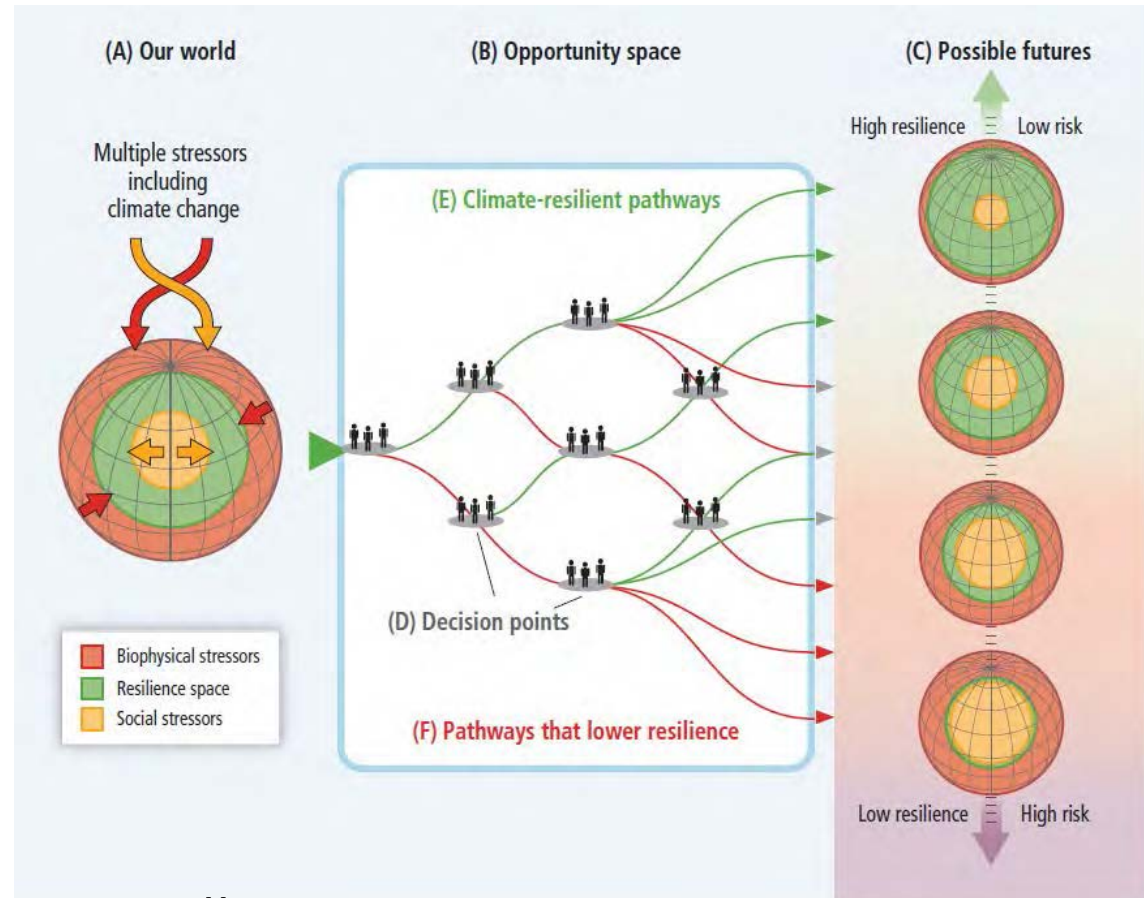 (A) Our world
(B) Opportunity space
(C) Possible futures
Multiple stressors
including
climate change
(E) Climate-resilient pathways
(D) Decision points
(F) Pathways that lower resilience
High resilience
Low risk
Low resilience
High risk
Biophysical stressors
Resilience space
Social stressors